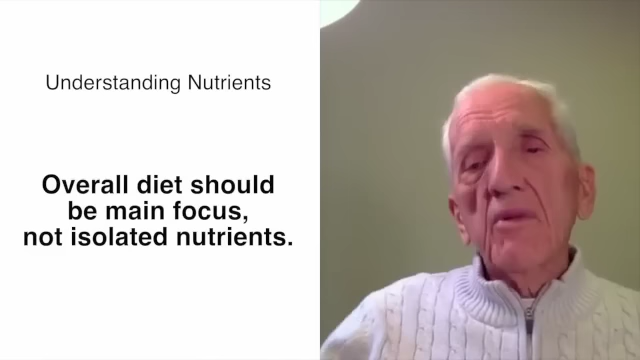 Understanding Nutrients
Overall diet should
be main focus,
not isolated nutrients.